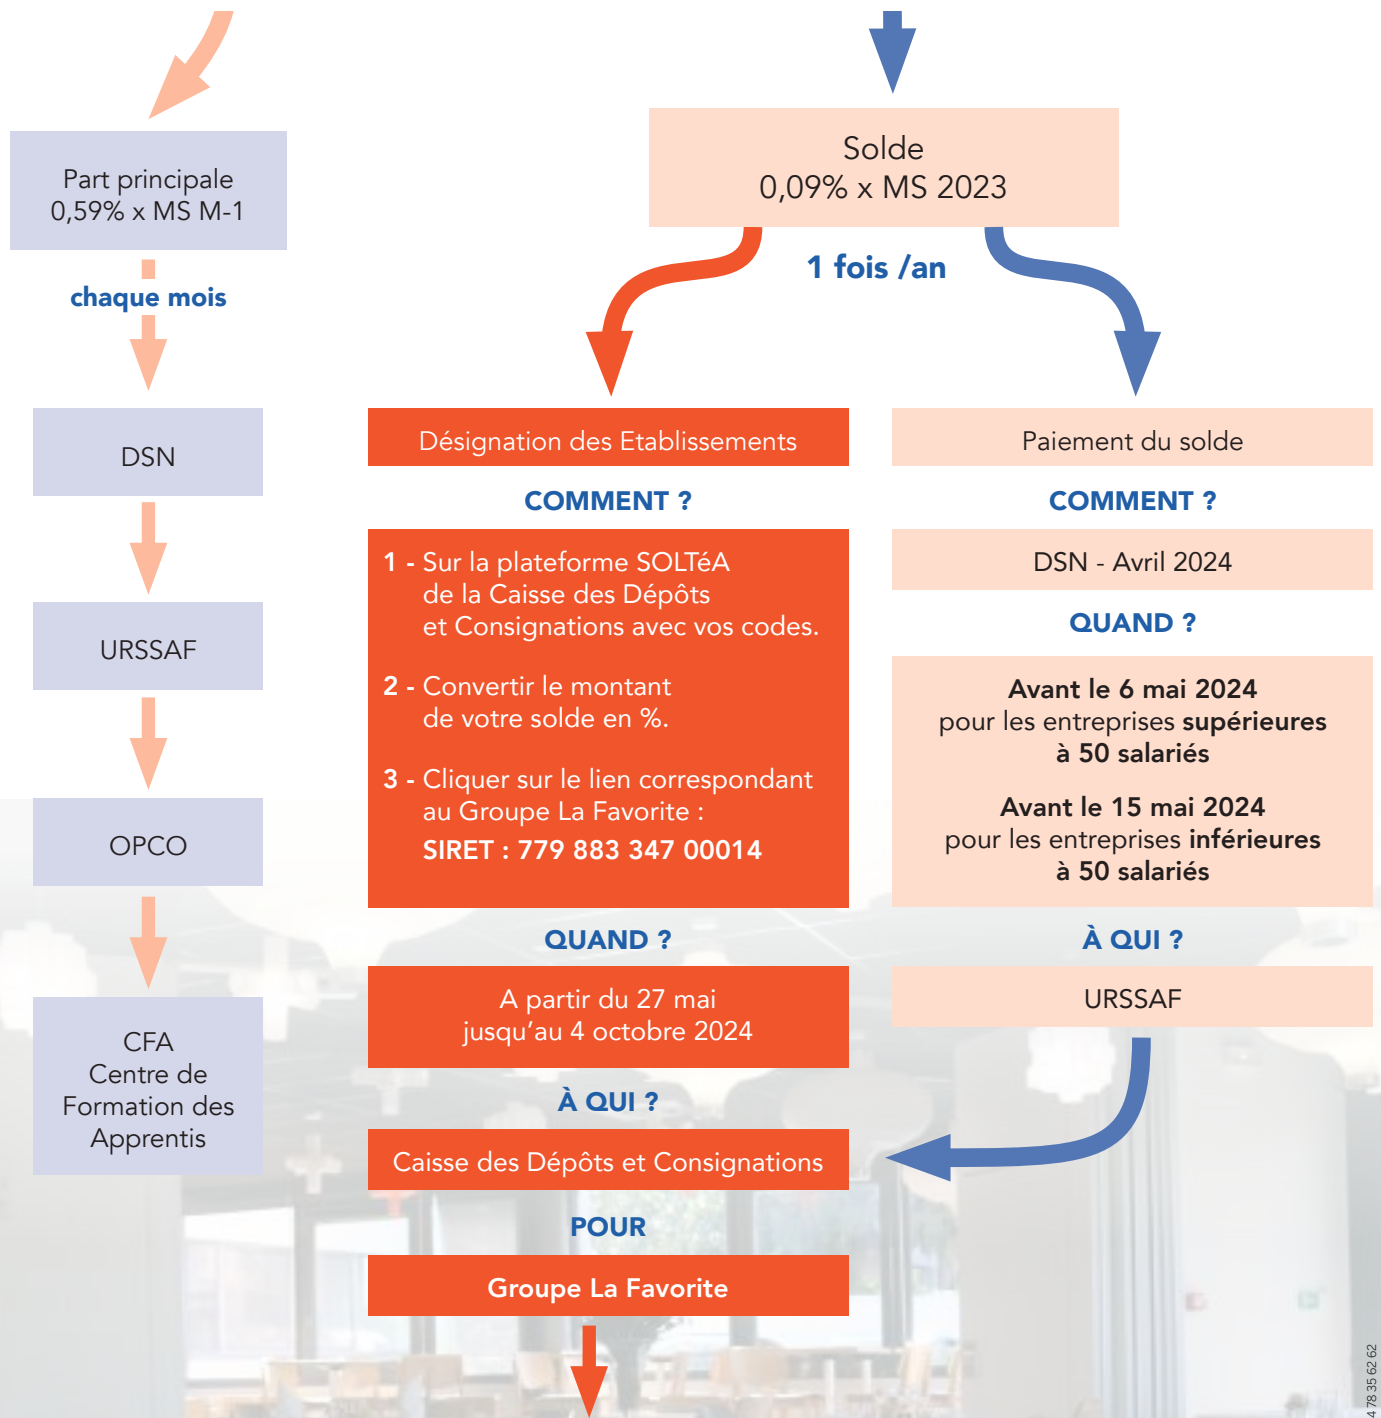 Part principale
0,59% x MS M-1
chaque mois
DSN
URSSAF
OPCO
CFA
Centre de
Formation des
Apprentis
Solde
0,09% x MS 2023
1 fois /an
Désignation des Etablissements
COMMENT ?
1 - Sur la plateforme SOLTéA
de la Caisse des Dépôts
et Consignations avec vos codes.
2 - Convertir le montant
de votre solde en %.
3 - Cliquer sur le lien correspondant
au Groupe La Favorite :
SIRET : 779 883 347 00014
QUAND ?
A partir du 27 mai
jusqu'au 4 octobre 2024
À QUI ?
Caisse des Dépôts et Consignations
POUR
Groupe La Favorite
Paiement du solde
COMMENT ?
DSN - Avril 2024
QUAND ?
Avant le 6 mai 2024
pour les entreprises supérieures
à 50 salariés
Avant le 15 mai 2024
pour les entreprises inférieures
à 50 salariés
À QUI ?
URSSAF
4 78 35 62 62